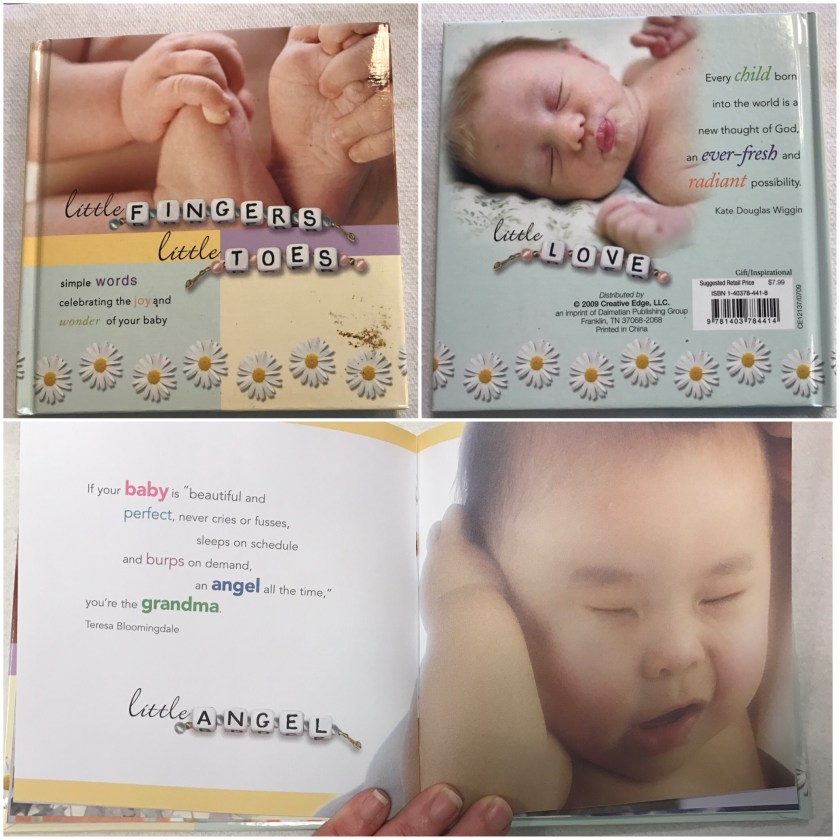 little FINGERS
little TOES
simple words
celebrating the joy and
wonder of your baby
Every child born
into the world is a
new thought of God,
an ever–fresh and
radiant possibility.
Kate Douglas Wiggin
little LOVE
Gift/Inspirational
Suggested Retail Price $7.99
ISBN 1-40378-441-8
9 781403 784414
CE12137/0709
Distributed by
© 2009 Creative Edge, LLC.
an imprint of Dalmatian Publishing Group
Franklin, TN 37068-2068
Printed in China
If your baby is "beautiful and
perfect, never cries or fusses,
sleeps on schedule
and burps on demand,
an angel all the time,"
you're the grandma.
Teresa Bloomingdale
little ANGEL